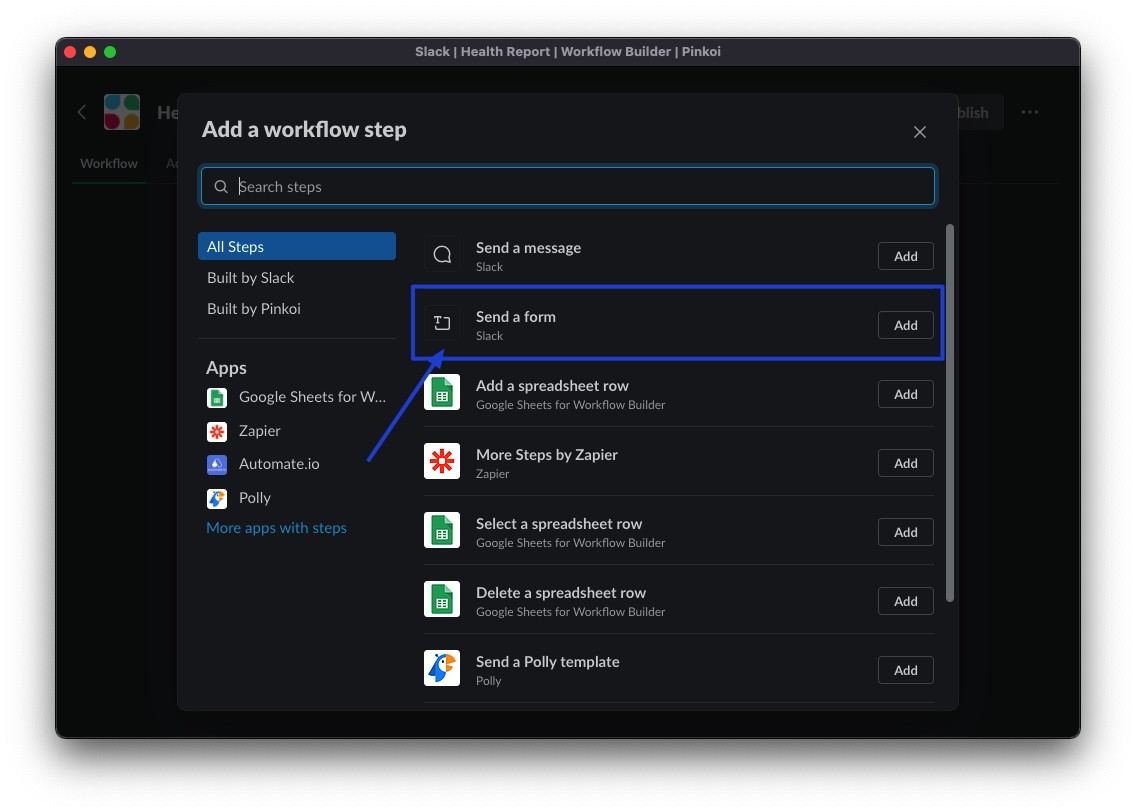 Slack | Health Report | Workflow Builder | Pinkoi
Add a workflow step
Workflow
Search steps
All Steps
Built by Slack
Built by Pinkoi
Apps
Google Sheets for W...
Zapier
Automate.io
Polly
More apps with steps
Send a message
Slack
Add
Send a form
Slack
Add
Add a spreadsheet row
Google Sheets for Workflow Builder
Add
More Steps by Zapier
Zapier
Add
Select a spreadsheet row
Google Sheets for Workflow Builder
Add
Delete a spreadsheet row
Google Sheets for Workflow Builder
Add
Send a Polly template
Polly
Add